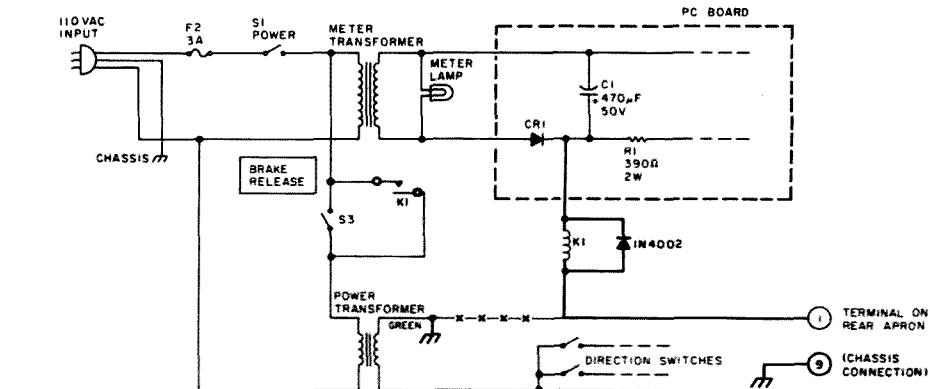 PC BOARD
110 VAC
INPUT
F2
3A
S1
POWER
METER
TRANSFORMER
METER
LAMP
C1
+ 470µF
50V
CR1
R1
390Ω
2W
CHASSIS
BRAKE
RELEASE
K1
S3
K1
IN4002
POWER
TRANSFORMER
GREEN
1
TERMINAL ON
REAR APRON
DIRECTION SWITCHES
9
(CHASSIS
CONNECTION)